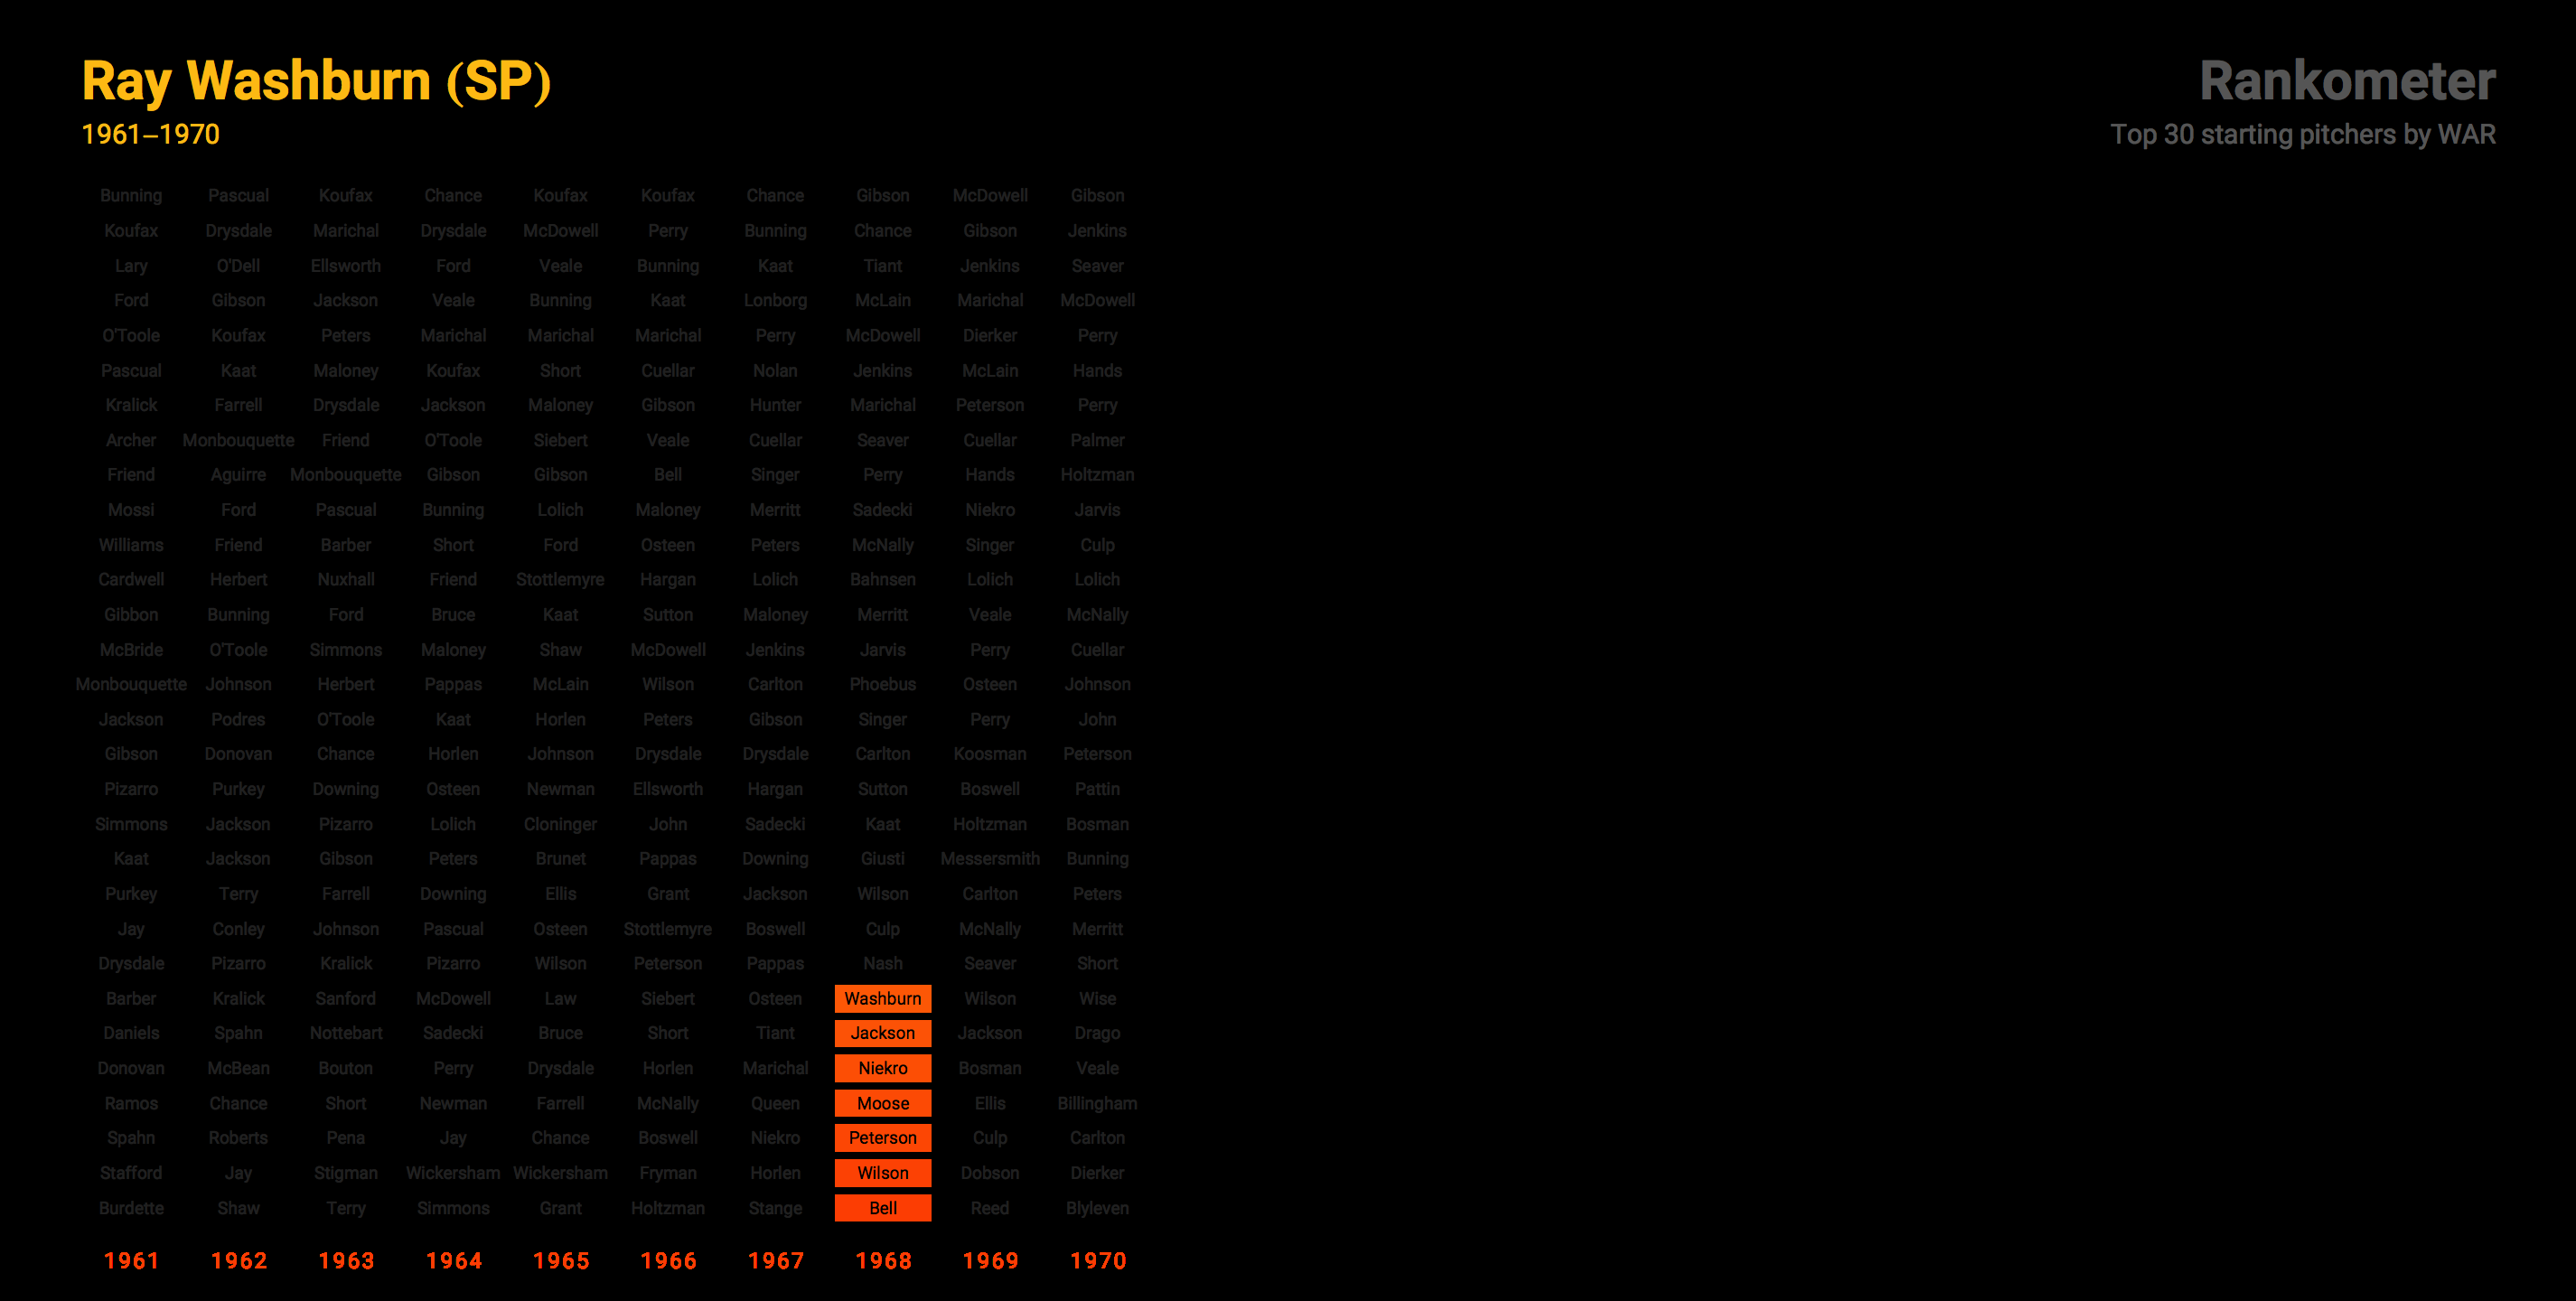 Ray Washburn (SP)
1961–1970
Rankometer
Top 30 starting pitchers by WAR
Bunning Pascual Koufax Chance Koufax Koufax Chance Gibson McDowell Gibson
Koufax Drysdale Marichal Drysdale McDowell Perry Bunning Chance Gibson Jenkins
Lary O'Dell Ellsworth Ford Veale Bunning Kaat Tiant Jenkins Seaver
Ford Gibson Jackson Veale Bunning Kaat Lonborg McLain Marichal McDowell
O'Toole Koufax Peters Marichal Marichal Marichal Perry McDowell Dierker Perry
Pascual Kaat Maloney Koufax Short Cuellar Nolan Jenkins McLain Hands
Kralick Farrell Drysdale Jackson Maloney Gibson Hunter Marichal Peterson Perry
Archer Monbouquette Friend O'Toole Siebert Veale Cuellar Seaver Cuellar Palmer
Friend Aguirre Monbouquette Gibson Gibson Bell Singer Perry Hands Holtzman
Mossi Ford Pascual Bunning Lolich Maloney Merritt Sadecki Niekro Jarvis
Williams Friend Barber Short Ford Osteen Peters McNally Singer Culp
Cardwell Herbert Nuxhall Friend Stottlemyre Hargan Lolich Bahnsen Lolich Lolich
Gibbon Bunning Ford Bruce Kaat Sutton Maloney Merritt Veale McNally
McBride O'Toole Simmons Maloney Shaw McDowell Jenkins Jarvis Perry Cuellar
Monbouquette Johnson Herbert Pappas McLain Wilson Carlton Phoebus Osteen Johnson
Jackson Podres O'Toole Kaat Horlen Peters Gibson Singer Perry John
Gibson Donovan Chance Horlen Johnson Drysdale Drysdale Carlton Koosman Peterson
Pizarro Purkey Downing Osteen Newman Ellsworth Hargan Sutton Boswell Pattin
Simmons Jackson Pizarro Lolich Cloninger John Sadecki Kaat Holtzman Bosman
Kaat Jackson Gibson Peters Brunet Pappas Downing Giusti Messersmith Bunning
Purkey Terry Farrell Downing Ellis Grant Jackson Wilson Carlton Peters
Jay Conley Johnson Pascual Osteen Stottlemyre Boswell Culp McNally Merritt
Drysdale Pizarro Kralick Pizarro Wilson Peterson Pappas Nash Seaver Short
Barber Kralick Sanford McDowell Law Siebert Osteen Washburn Wilson Wise
Daniels Spahn Nottebart Sadecki Bruce Short Tiant Jackson Jackson Drago
Donovan McBean Bouton Perry Drysdale Horlen Marichal Niekro Bosman Veale
Ramos Chance Short Newman Farrell McNally Queen Moose Ellis Billingham
Spahn Roberts Pena Jay Chance Boswell Niekro Peterson Culp Carlton
Stafford Jay Stigman Wickersham Wickersham Fryman Horlen Wilson Dobson Dierker
Burdette Shaw Terry Simmons Grant Holtzman Stange Bell Reed Blyleven
1961 1962 1963 1964 1965 1966 1967 1968 1969 1970